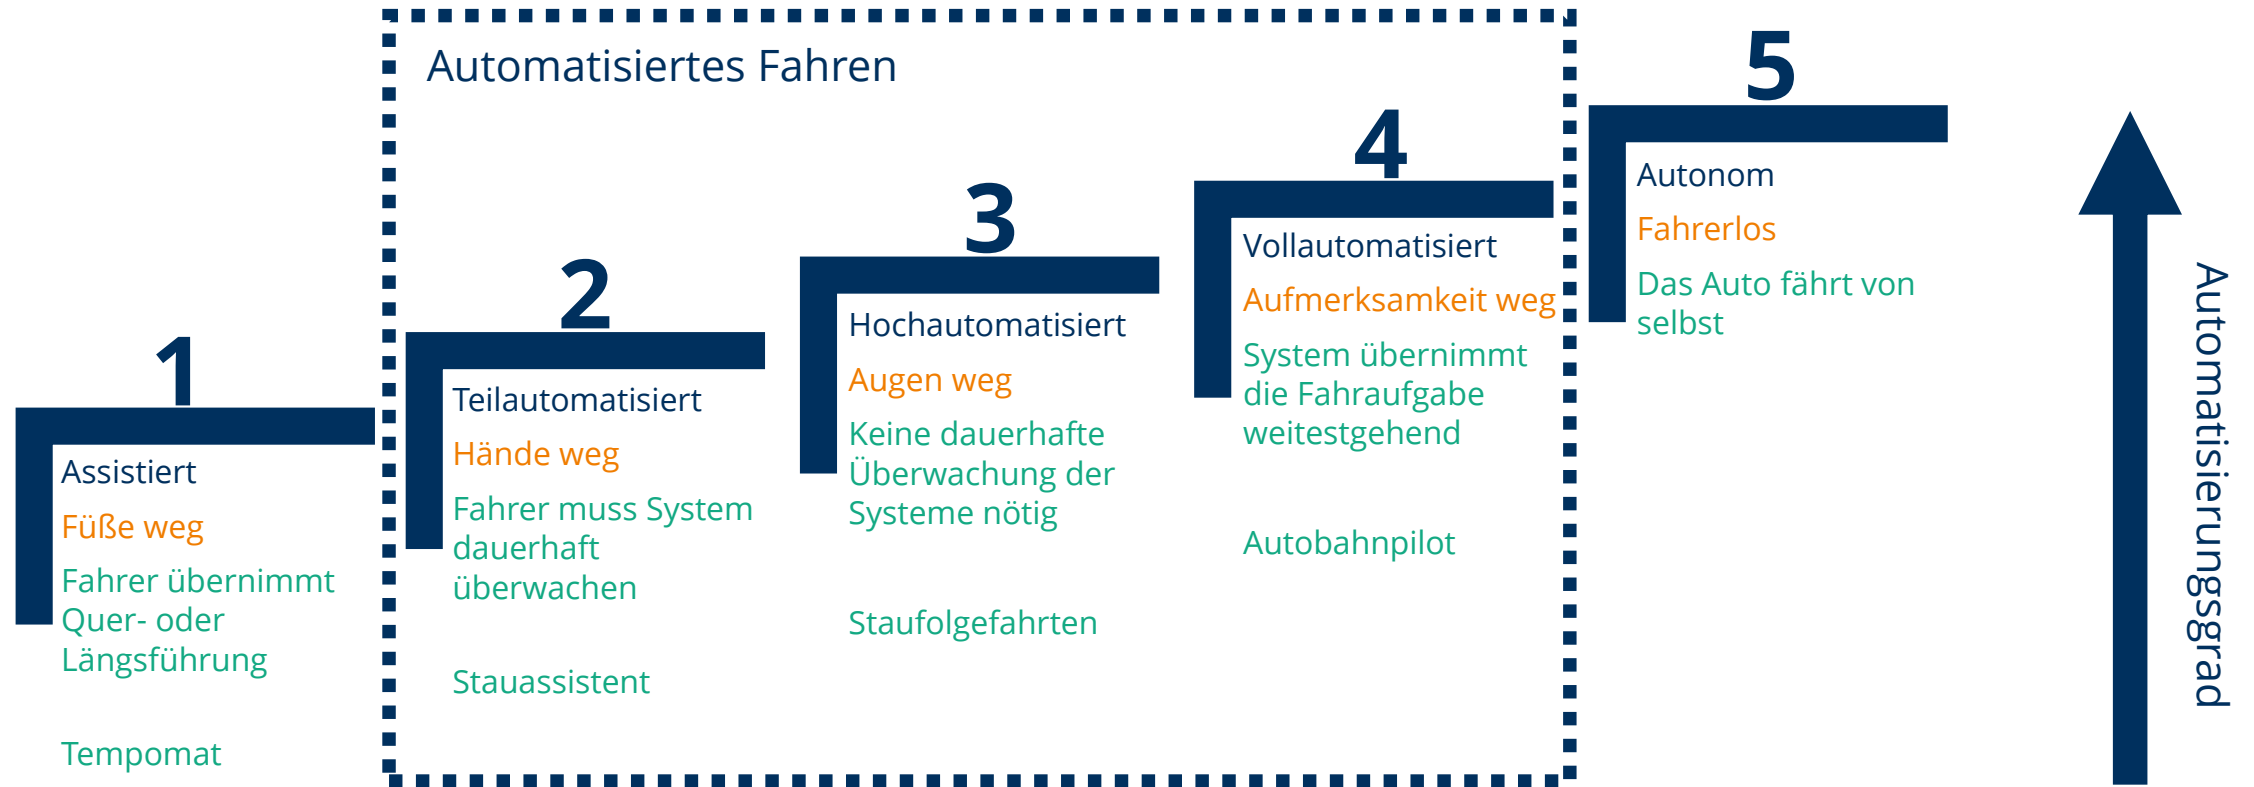 Automatisiertes Fahren
1
Assistiert
Füße weg
Fahrer übernimmt
Quer- oder
Längsführung
Tempomat
2
Teilautomatisiert
Hände weg
Fahrer muss System
dauerhaft
überwachen
Stauassistent
3
Hochautomatisiert
Augen weg
Keine dauerhafte
Überwachung der
Systeme nötig
Staufolgefahrten
4
Vollautomatisiert
Aufmerksamkeit weg
System übernimmt
die Fahraufgabe
weitestgehend
Autobahnpilot
5
Autonom
Fahrerlos
Das Auto fährt von
selbst
Automatisierungsgrad